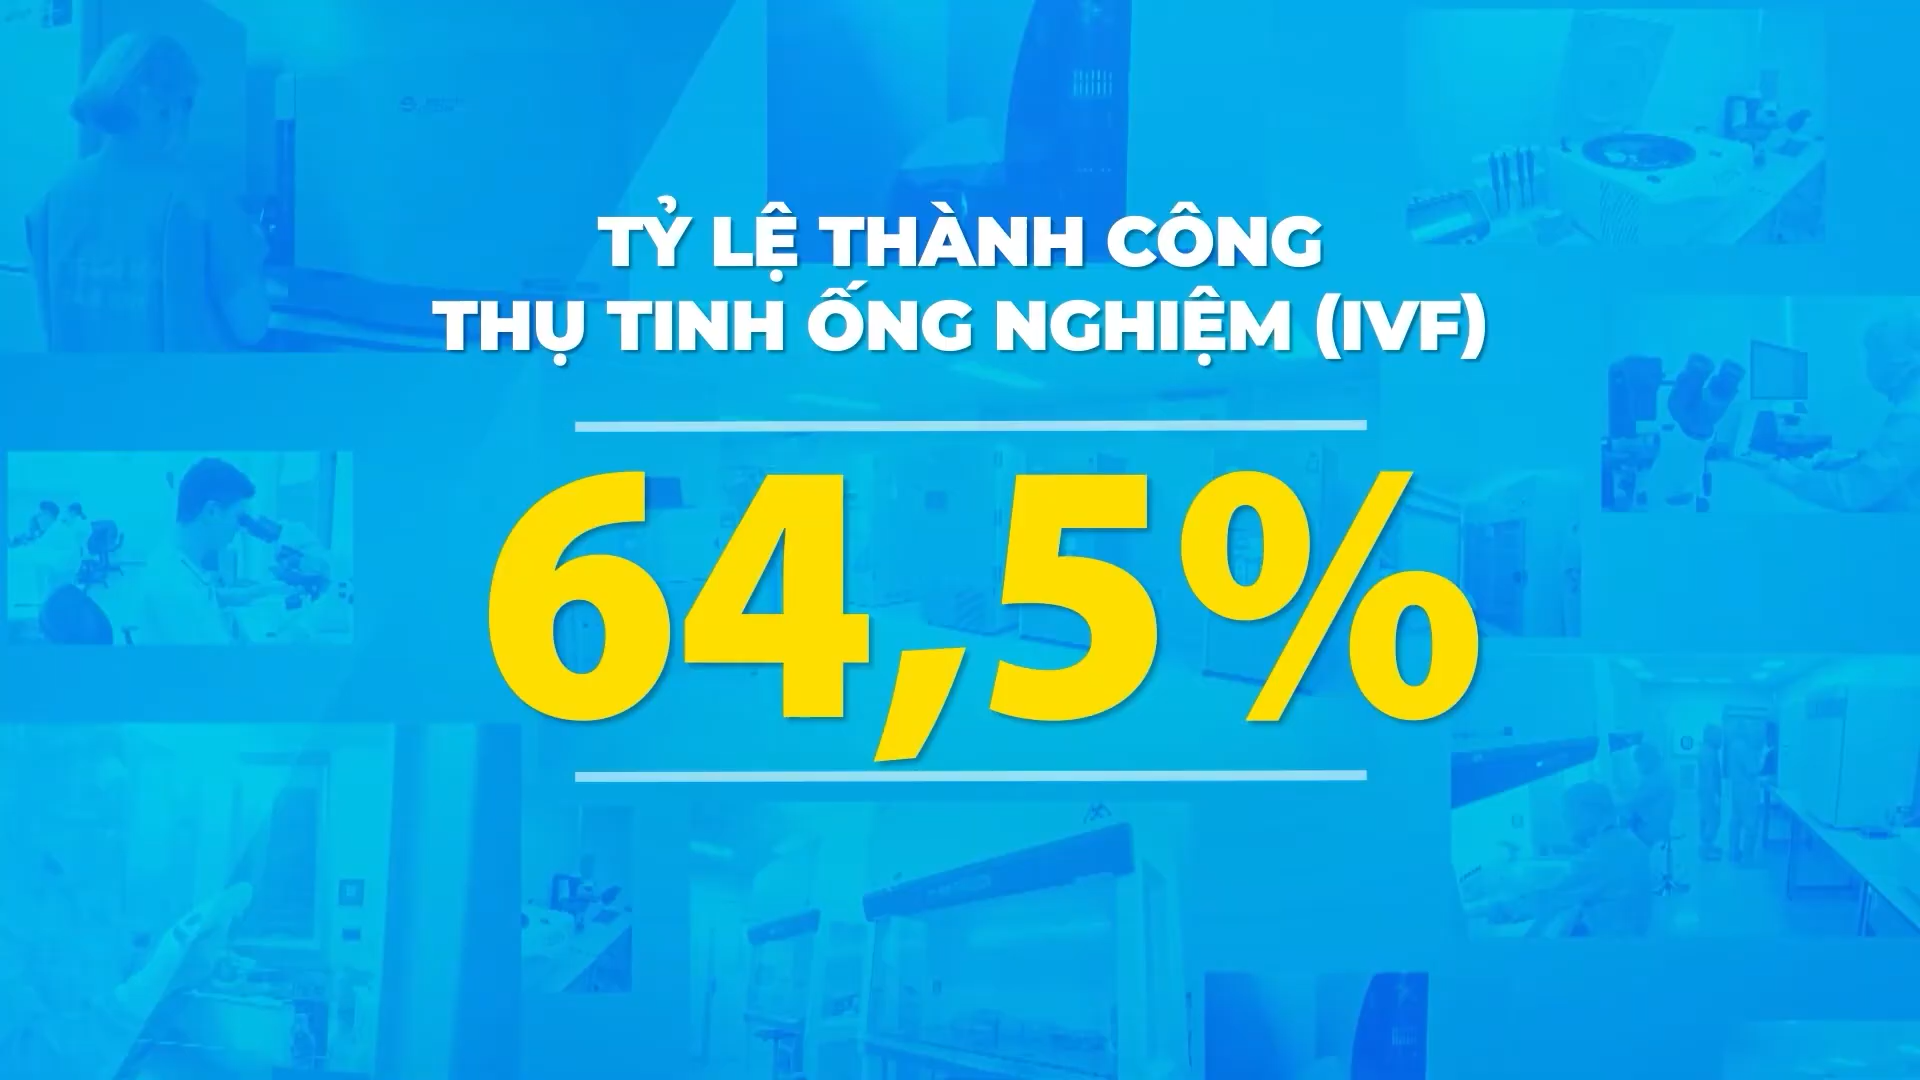 TỶ LỆ THÀNH CÔNG
THỤ TINH ỐNG NGHIỆM (IVF)
64,5%